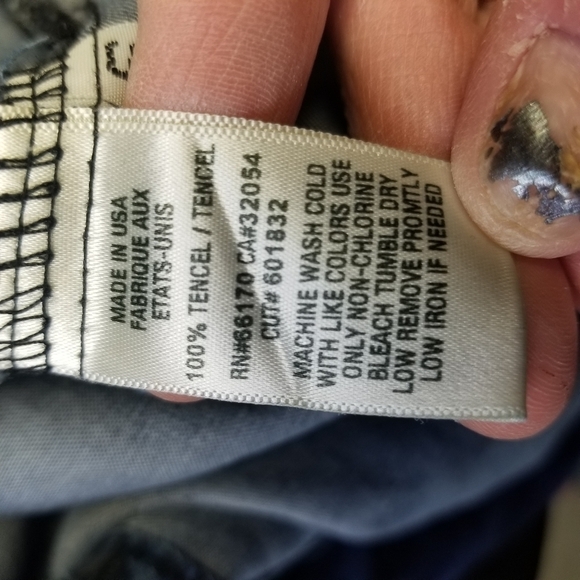 MADE IN USA
FABRIQUE AUX
ETATS-UNIS
100% TENCEL / TENCEL
RN#66170 CA#32054
CUT# 601832
MACHINE WASH COLD
WITH LIKE COLORS USE
ONLY NON-CHLORINE
BLEACH TUMBLE DRY
LOW REMOVE PROMTLY
LOW IRON IF NEEDED